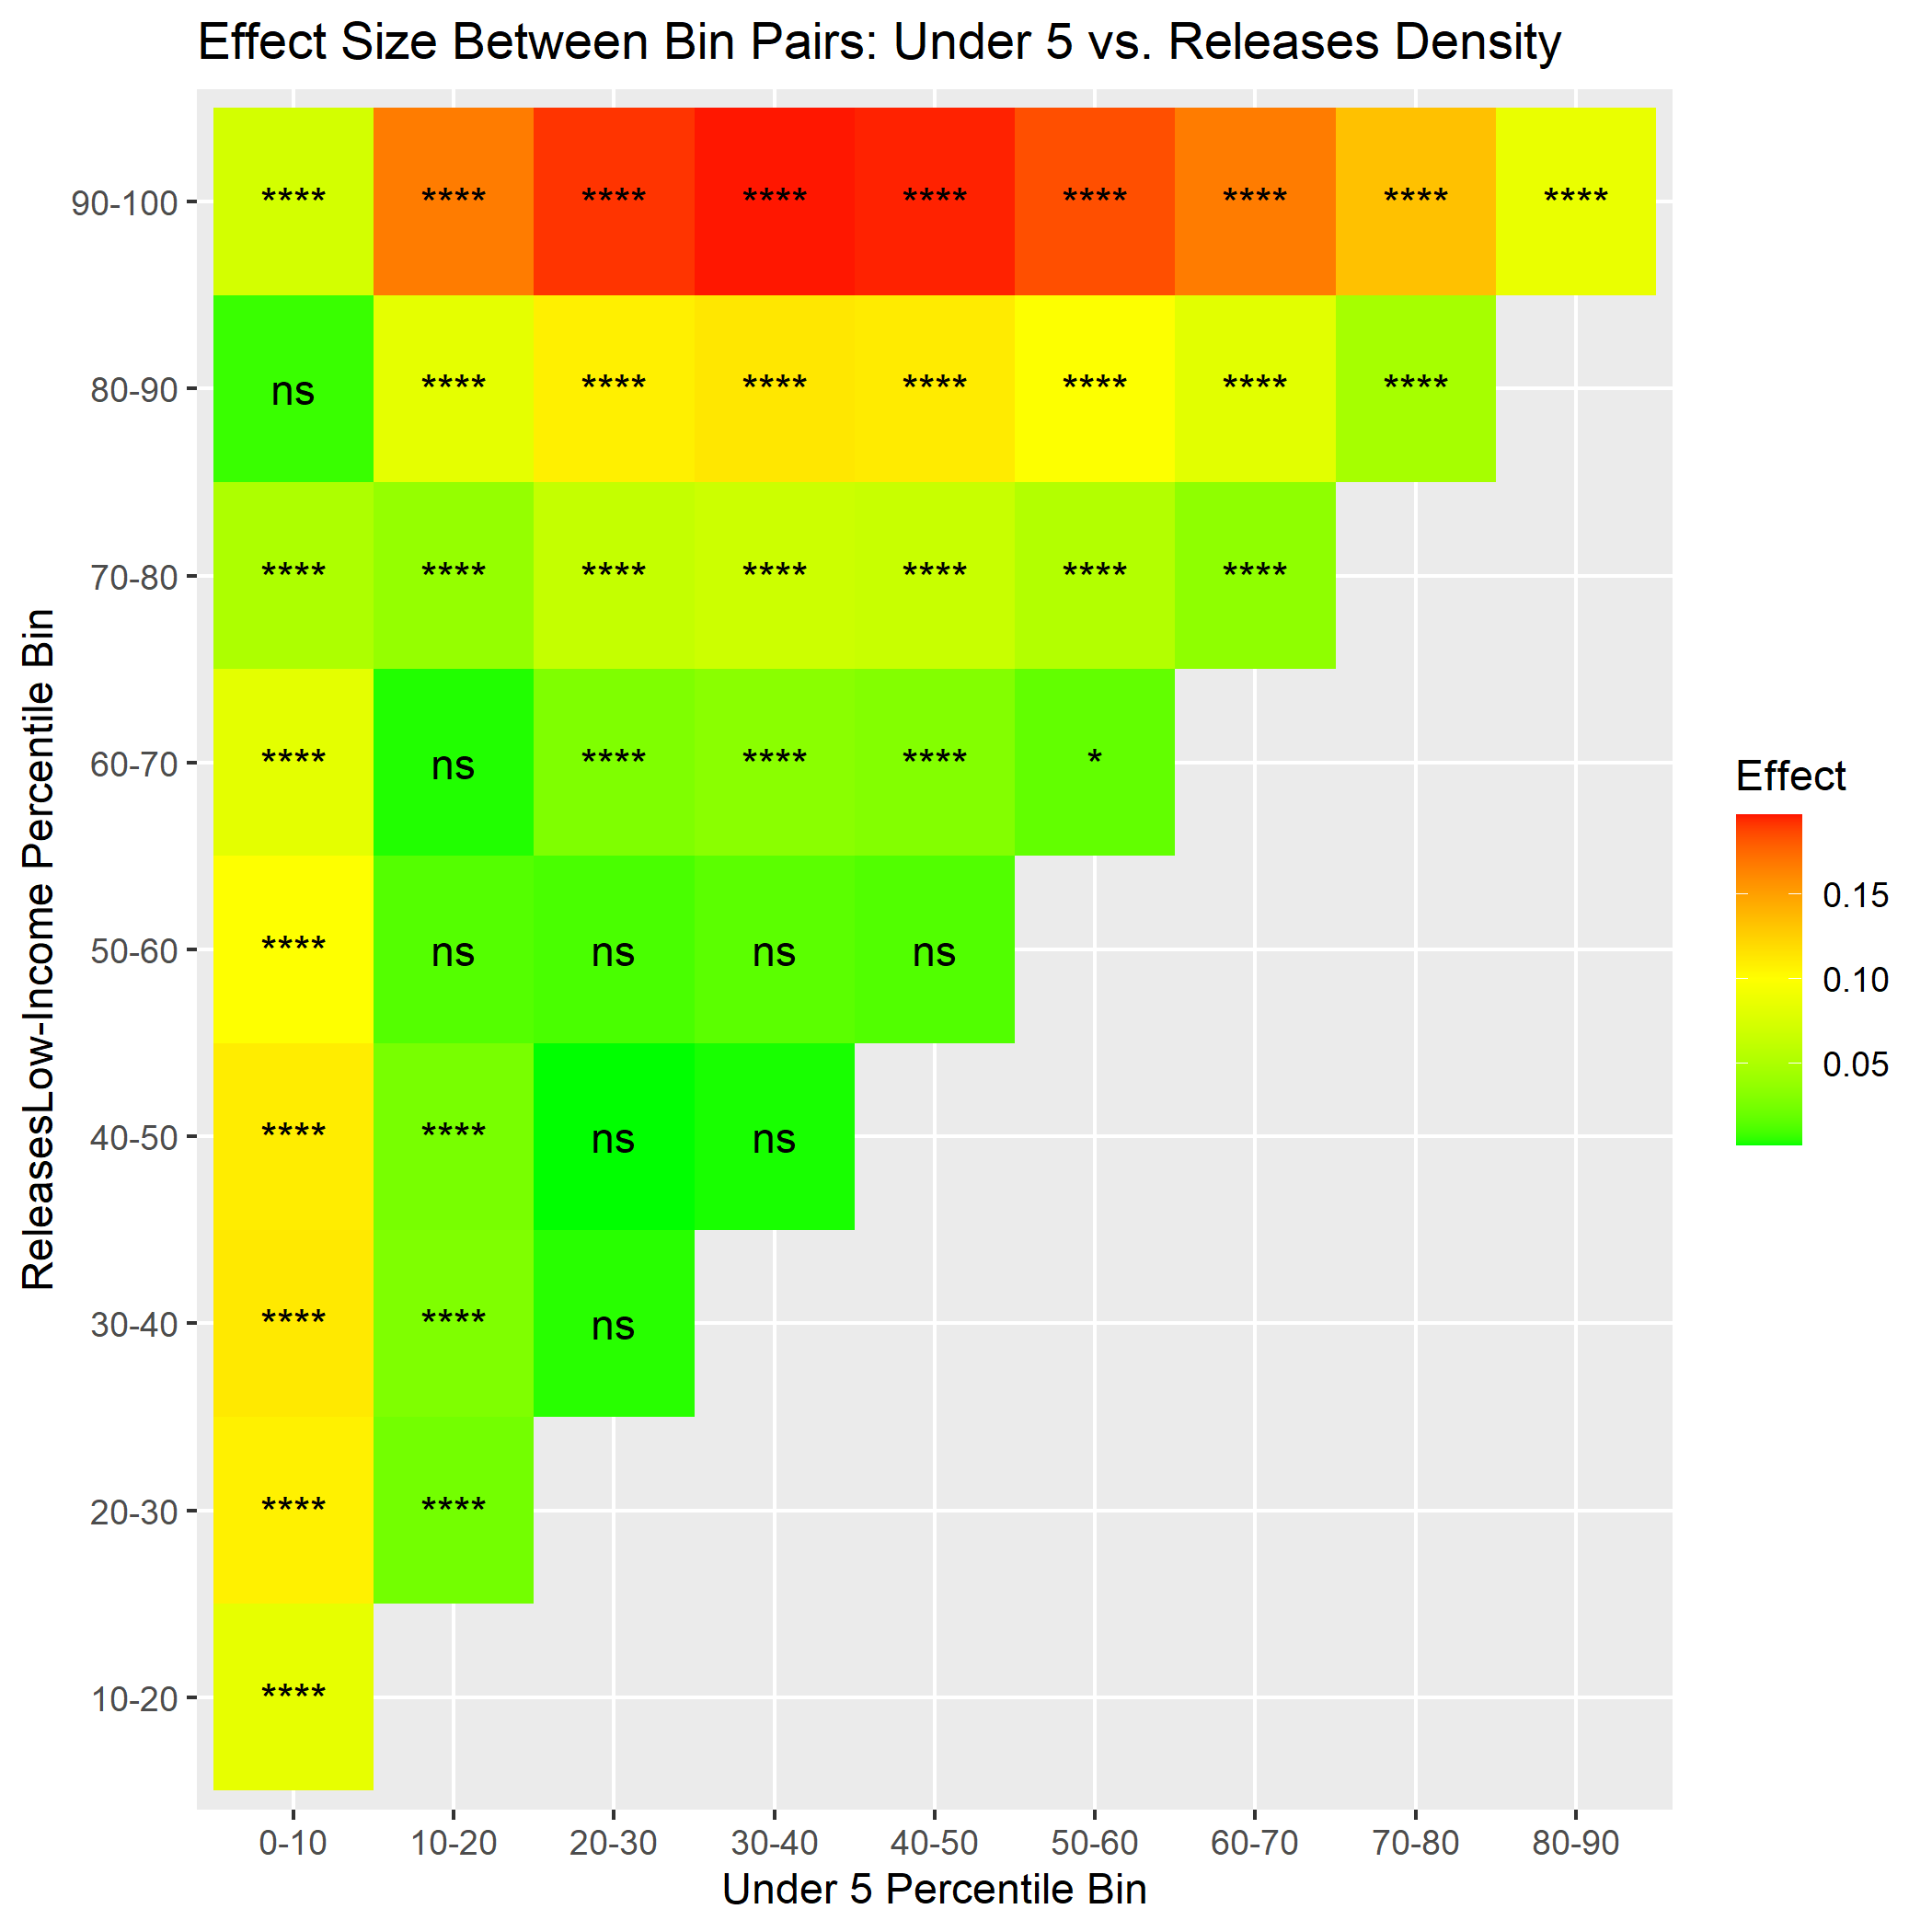 Effect Size Between Bin Pairs: Under 5 vs. Releases Density
ReleasesLow-Income Percentile Bin
90-100 **** **** **** **** **** **** **** **** ****
80-90 ns **** **** **** **** **** **** ****
70-80 **** **** **** **** **** **** ****
60-70 **** ns **** **** **** *
50-60 **** ns ns ns ns
40-50 **** **** ns ns
30-40 **** **** ns
20-30 **** ****
10-20 ****
0-10 10-20 20-30 30-40 40-50 50-60 60-70 70-80 80-90
Under 5 Percentile Bin
Effect
0.15
0.10
0.05